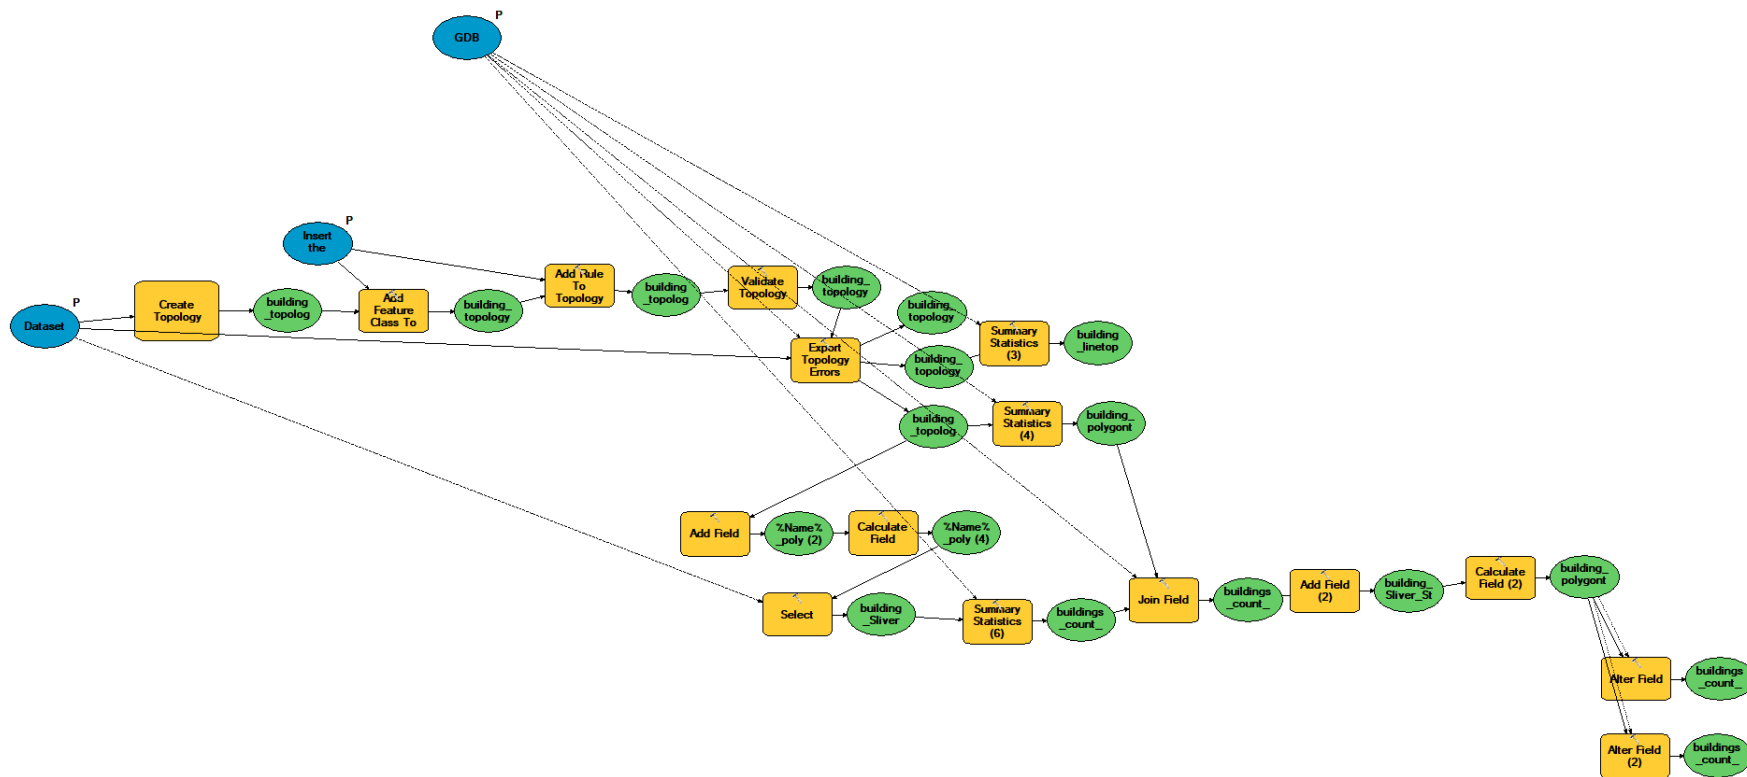 P
GDB
P
Insert
the
P
Dataset
Create
Topology
building
_topolog
Add
Feature
Class To
building_
topology
Add Rule
To
Topology
building
_topolog
Validate
Topology
building_
topology
building_
topology
Export
Topology
Errors
building_
topology
Summary
Statistics
(3)
building
_linetop
building
_topolog
Summary
Statistics
(4)
building_
polygont
Add Field
%Name%
_poly (2)
Calculate
Field
%Name%
_poly (4)
Select
building
_Sliver
Summary
Statistics
(6)
buildings
_count_
Join Field
buildings
_count_
Add Field
(2)
building_
Sliver_St
Calculate
Field (2)
building_
polygont
Alter Field
buildings
_count_
Alter Field
(2)
buildings
_count_